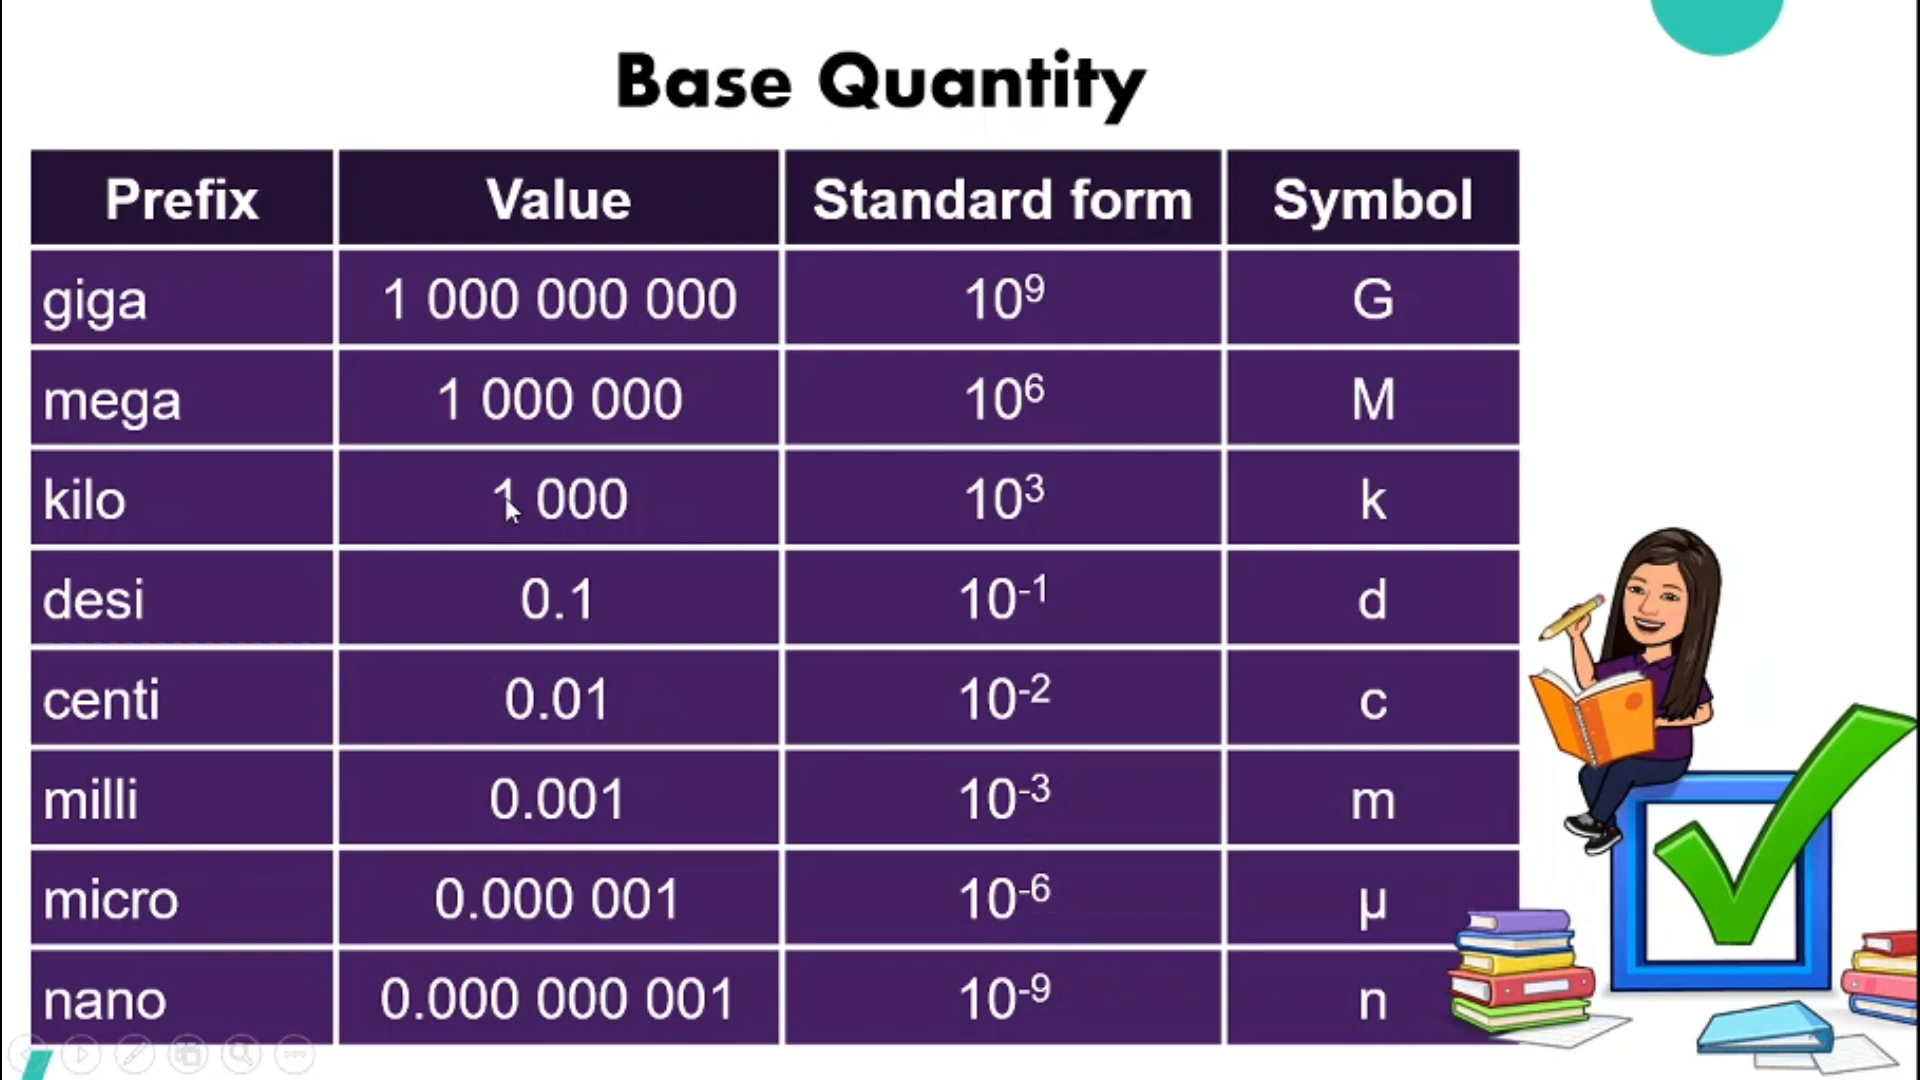 Base Quantity
Prefix Value Standard form Symbol
giga 1 000 000 000 10⁹ G
mega 1 000 000 10⁶ M
kilo 1 000 10³ k
desi 0.1 10⁻¹ d
centi 0.01 10⁻² c
milli 0.001 10⁻³ m
micro 0.000 001 10⁻⁶ µ
nano 0.000 000 001 10⁻⁹ n